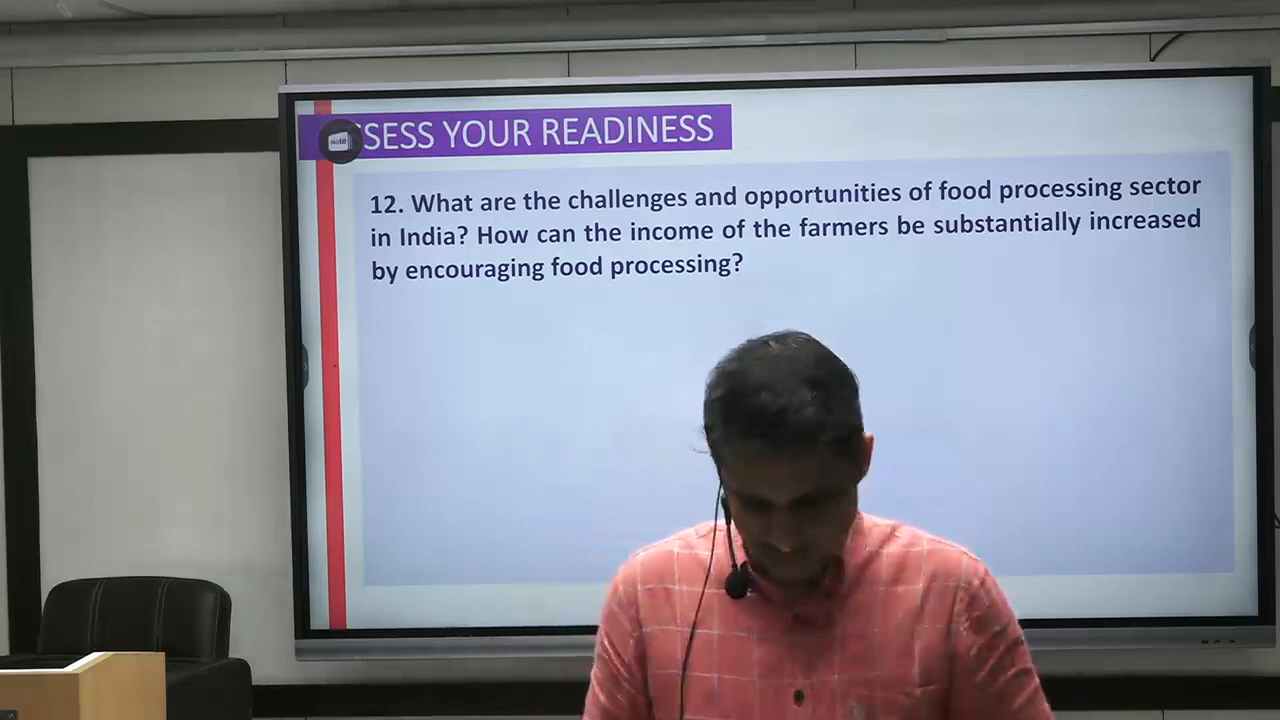 SESS YOUR READINESS
12. What are the challenges and opportunities of food processing sector
in India? How can the income of the farmers be substantially increased
by encouraging food processing?